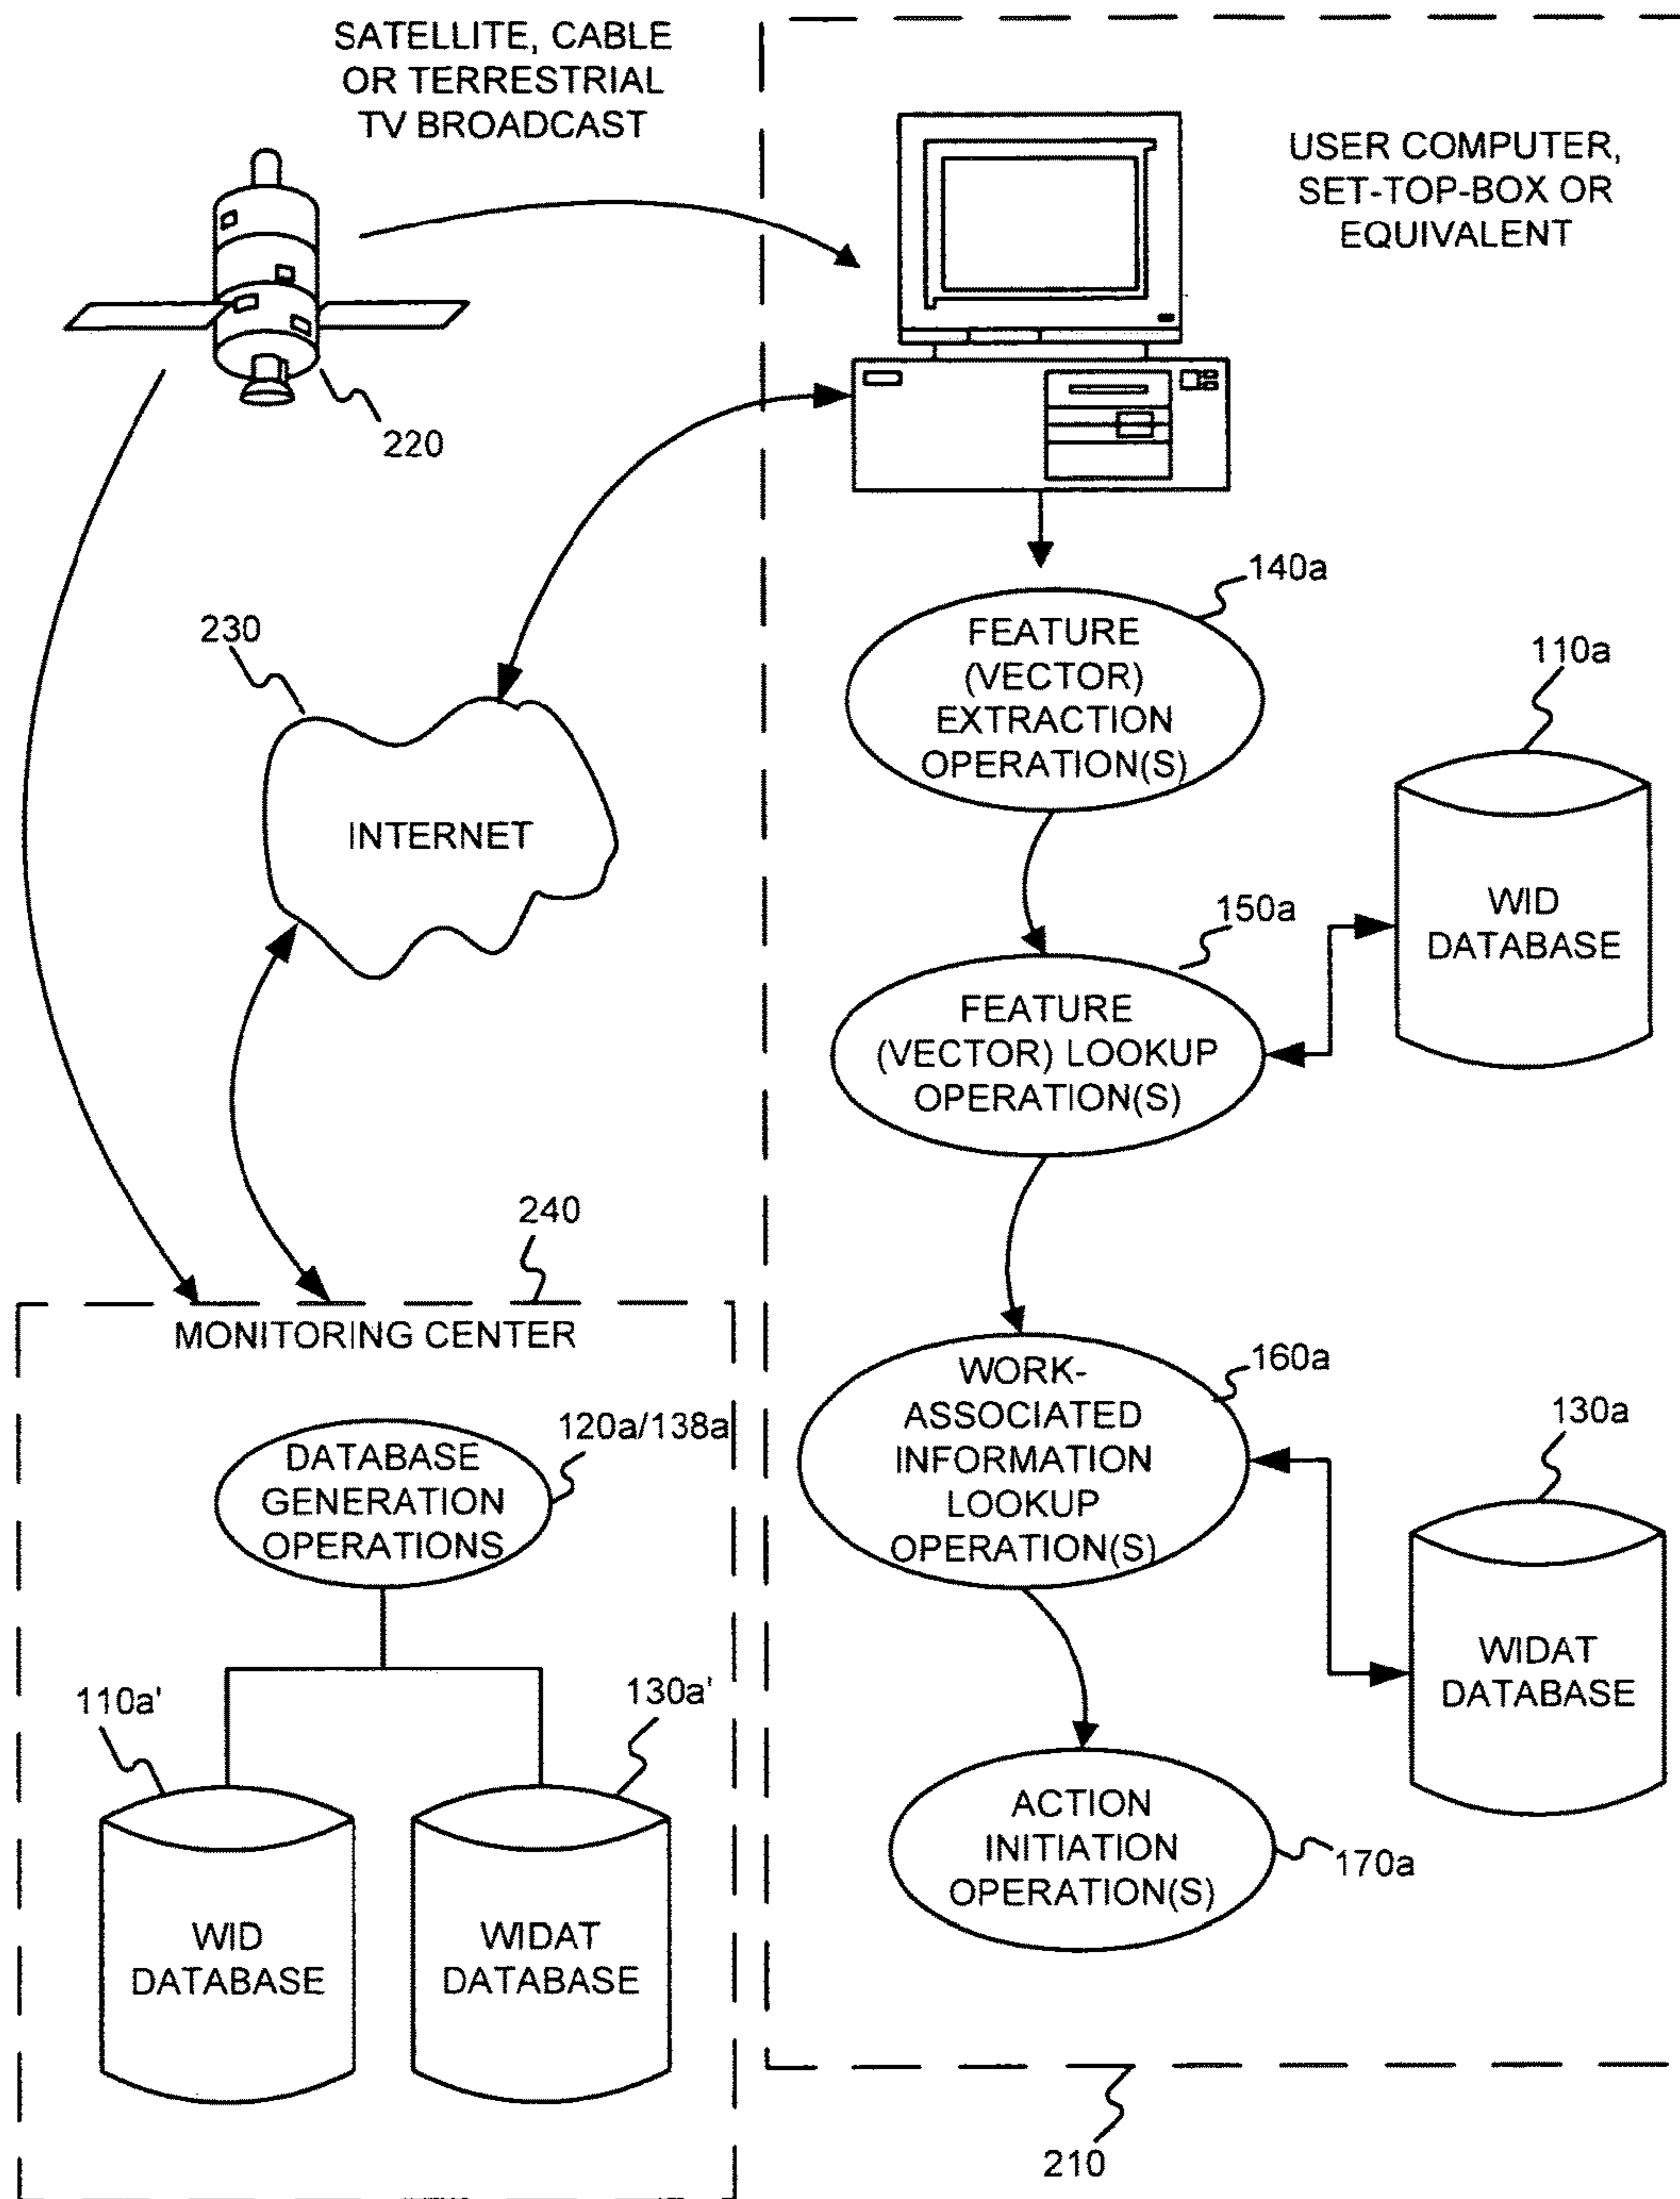 SATELLITE, CABLE
OR TERRESTRIAL
TV BROADCAST
USER COMPUTER,
SET-TOP-BOX OR
EQUIVALENT
220
140a
FEATURE
(VECTOR)
EXTRACTION
OPERATION(S)
230
INTERNET
110a
WID
DATABASE
150a
FEATURE
(VECTOR) LOOKUP
OPERATION(S)
240
MONITORING CENTER
160a
WORK-
ASSOCIATED
INFORMATION
LOOKUP
OPERATION(S)
120a/138a
DATABASE
GENERATION
OPERATIONS
130a
WIDAT
DATABASE
110a'
130a'
WID
DATABASE
WIDAT
DATABASE
ACTION
INITIATION
OPERATION(S)
170a
210